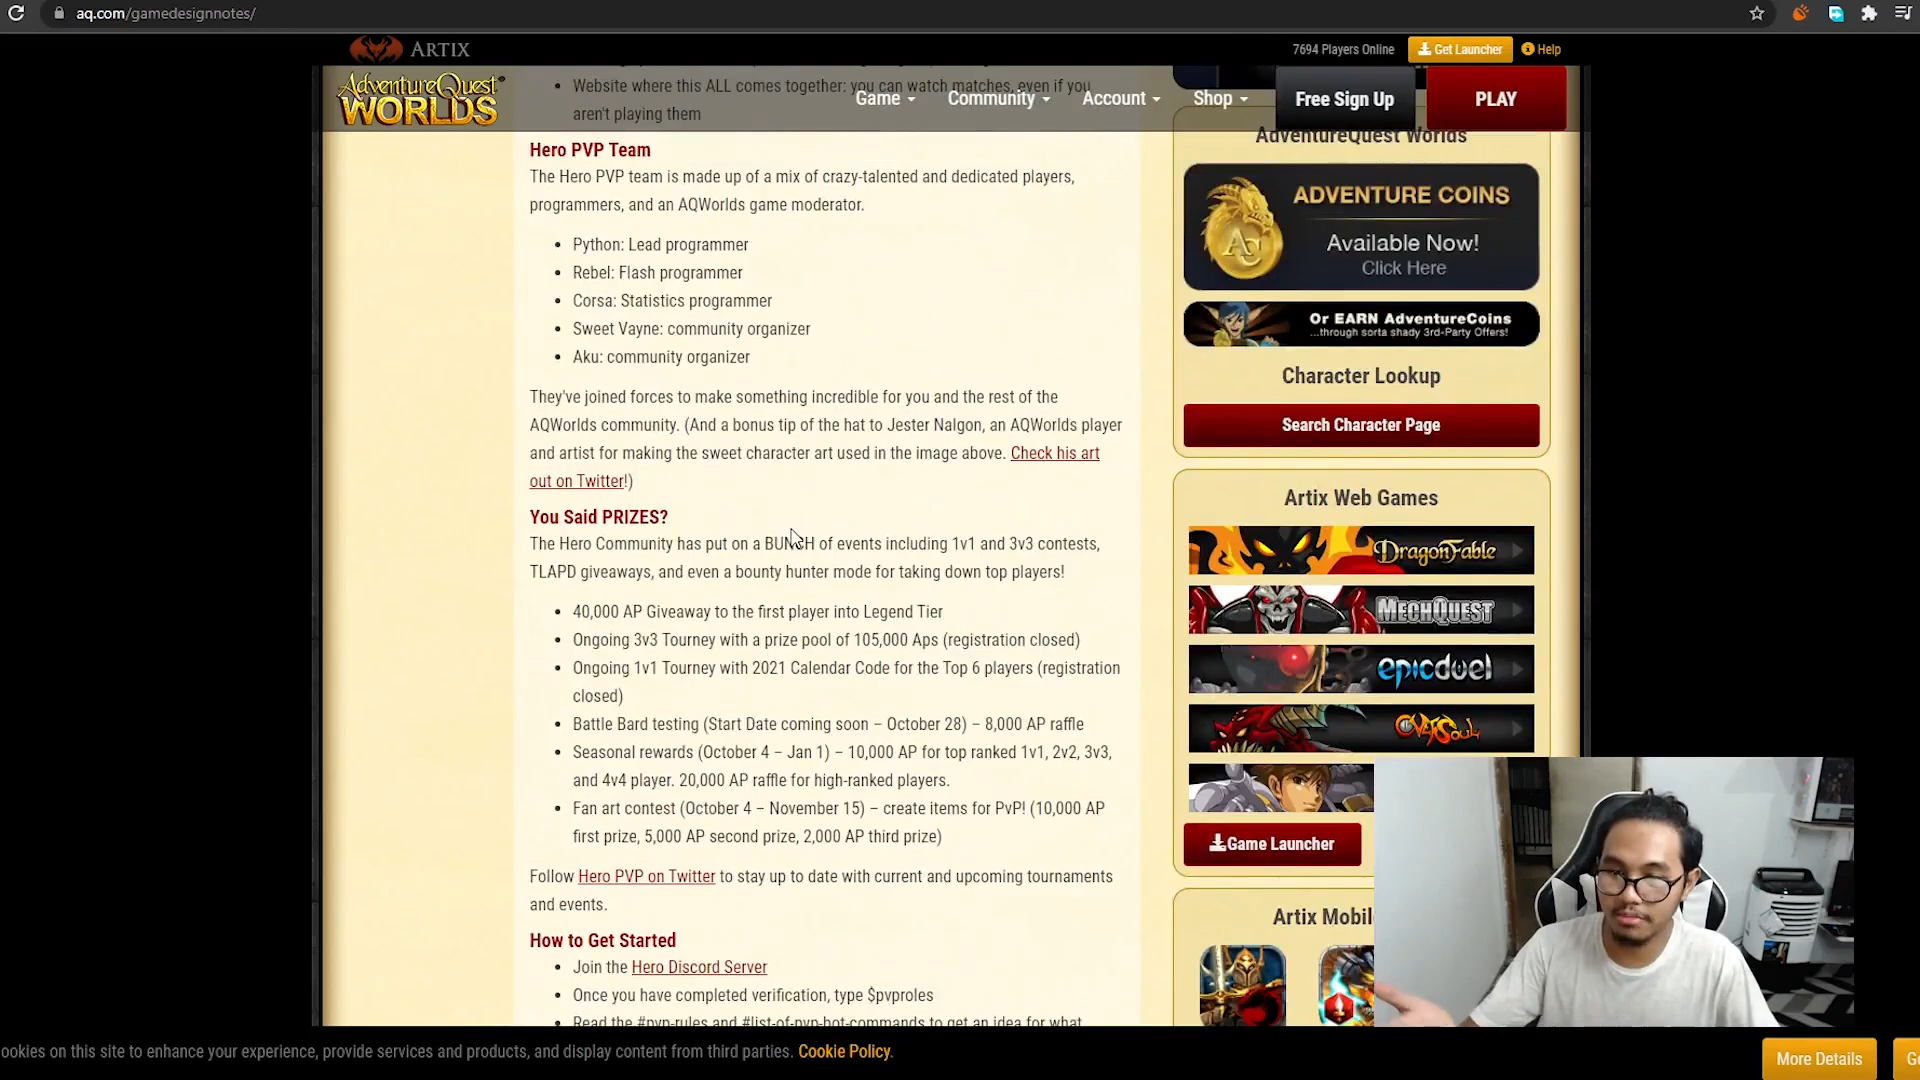 aq.com/gamedesignnotes/
ARTIX
7694 Players Online
Get Launcher
Help
AdventureQuest
WORLDS
Game
Community
Account
Shop
Free Sign Up
PLAY
• Website where this ALL comes together: you can watch matches, even if you
aren't playing them
Hero PVP Team
The Hero PVP team is made up of a mix of crazy-talented and dedicated players,
programmers, and an AQWorlds game moderator.
• Python: Lead programmer
• Rebel: Flash programmer
• Corsa: Statistics programmer
• Sweet Vayne: community organizer
• Aku: community organizer
They've joined forces to make something incredible for you and the rest of the
AQWorlds community. (And a bonus tip of the hat to Jester Nalgon, an AQWorlds player
and artist for making the sweet character art used in the image above. Check his art
out on Twitter!)
You Said PRIZES?
The Hero Community has put on a BUNCH of events including 1v1 and 3v3 contests,
TLAPD giveaways, and even a bounty hunter mode for taking down top players!
• 40,000 AP Giveaway to the first player into Legend Tier
• Ongoing 3v3 Tourney with a prize pool of 105,000 Aps (registration closed)
• Ongoing 1v1 Tourney with 2021 Calendar Code for the Top 6 players (registration
closed)
• Battle Bard testing (Start Date coming soon – October 28) – 8,000 AP raffle
• Seasonal rewards (October 4 – Jan 1) – 10,000 AP for top ranked 1v1, 2v2, 3v3,
and 4v4 player. 20,000 AP raffle for high-ranked players.
• Fan art contest (October 4 – November 15) – create items for PvP! (10,000 AP
first prize, 5,000 AP second prize, 2,000 AP third prize)
Follow Hero PVP on Twitter to stay up to date with current and upcoming tournaments
and events.
How to Get Started
• Join the Hero Discord Server
• Once you have completed verification, type $pvproles
• Read the #pvp-rules and #list-of-pvp-bot-commands to get an idea for what
AdventureQuest Worlds
ADVENTURE COINS
AC
Available Now!
Click Here
Or EARN AdventureCoins
...through sorta shady 3rd-Party Offers!
Character Lookup
Search Character Page
Artix Web Games
DragonFable
MECHQUEST
epicduel
OVERSOUL
Game Launcher
Artix Mobil
ookies on this site to enhance your experience, provide services and products, and display content from third parties. Cookie Policy.
More Details